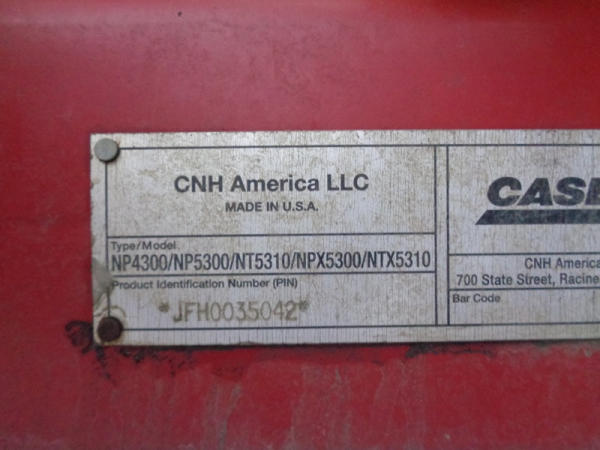 CNH America LLC
MADE IN U.S.A.
Type/Model
NP4300/NP5300/NT5310/NPX5300/NTX5310
Product Identification Number (PIN)
*JFH0035042*
CASE
CNH America
700 State Street, Racine
Bar Code